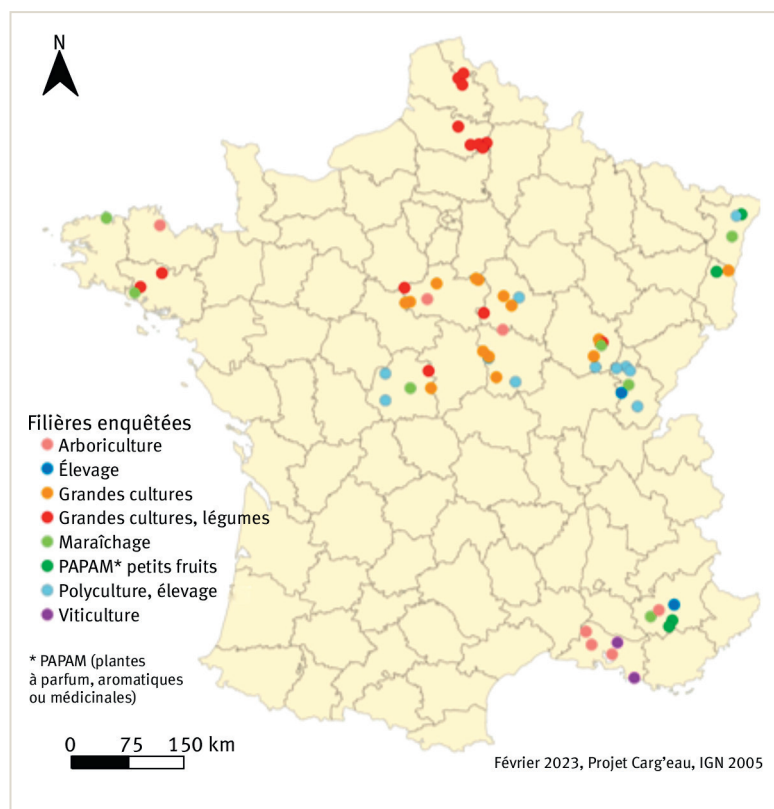 N
Filières enquêtées
Arboriculture
Élevage
Grandes cultures
Grandes cultures, légumes
Maraîchage
PAPAM* petits fruits
Polyculture, élevage
Viticulture
* PAPAM (plantes
à parfum, aromatiques
ou médicinales)
0 75 150 km
Février 2023, Projet Carg’eau, IGN 2005